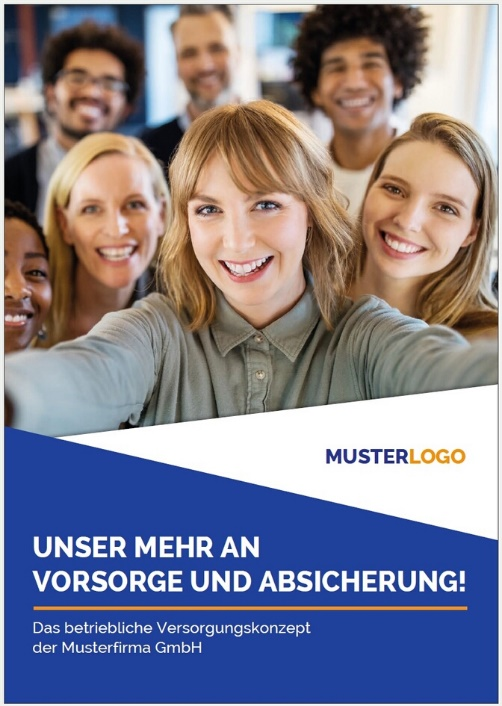 MUSTERLOGO
UNSER MEHR AN
VORSORGE UND ABSICHERUNG!
Das betriebliche Versorgungskonzept
der Musterfirma GmbH